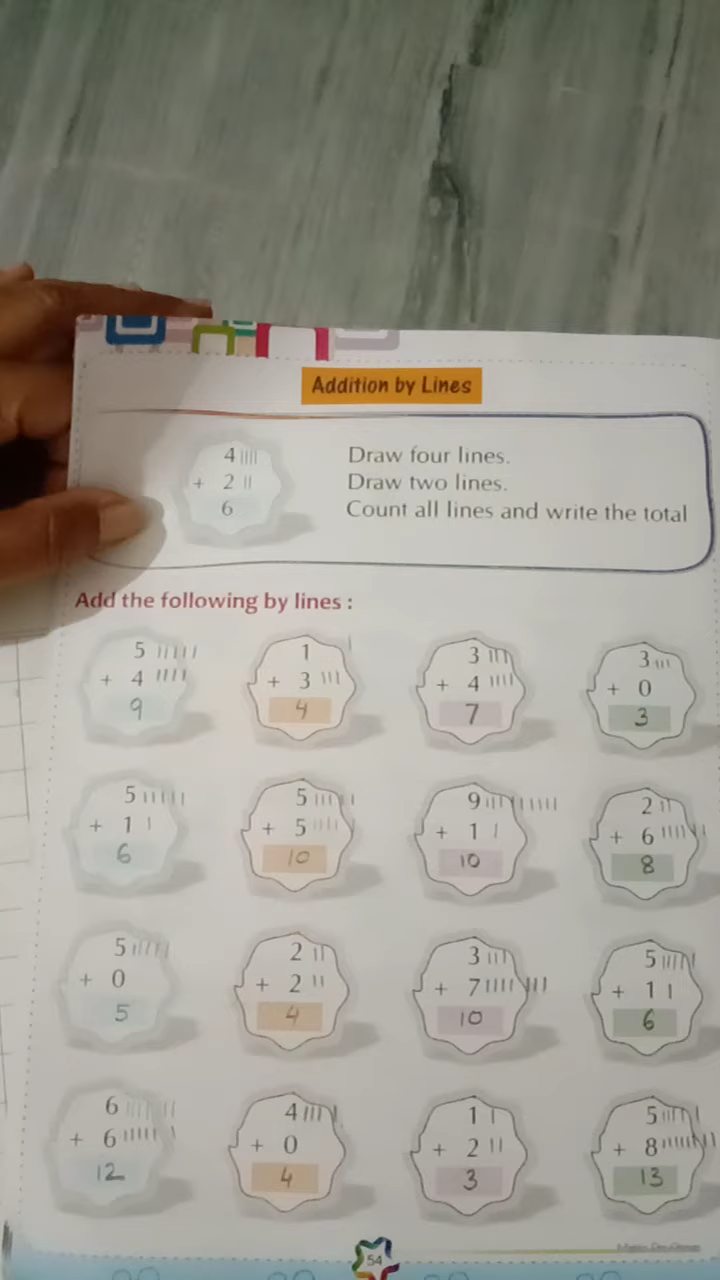 Addition by Lines
4 ||||
+ 2 ||
6
Draw four lines.
Draw two lines.
Count all lines and write the total
Add the following by lines :
5 |||||
+ 4 ||||
9
1 |
+ 3 |||
4
3 |||
+ 4 ||||
7
3 |||
+ 0
3
5 |||||
+ 1 |
6
5 |||||
+ 5 |||||
10
9 |||||||||
+ 1 |
10
2 ||
+ 6 ||||||
8
5 |||||
+ 0
5
2 ||
+ 2 ||
4
3 |||
+ 7 |||||||
10
5 |||||
+ 1 |
6
6 ||||||
+ 6 ||||||
12
4 ||||
+ 0
4
1 |
+ 2 ||
3
5 |||||
+ 8 ||||||||
13
54